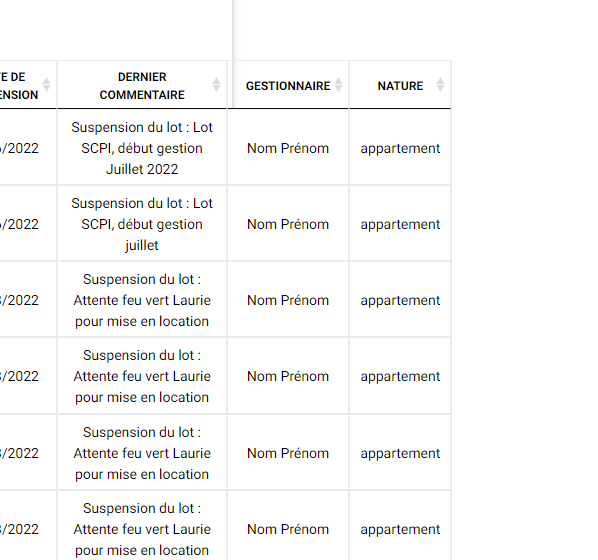 DE
DERNIER
COMMENTAIRE
GESTIONNAIRE
NATURE
Suspension du lot : Lot
SCPI, début gestion
Juillet 2022
/2022
Nom Prénom
appartement
Suspension du lot : Lot
SCPI, début gestion
juillet
/2022
Nom Prénom
appartement
Suspension du lot :
Attente feu vert Laurie
pour mise en location
/2022
Nom Prénom
appartement
Suspension du lot :
Attente feu vert Laurie
pour mise en location
/2022
Nom Prénom
appartement
Suspension du lot :
Attente feu vert Laurie
pour mise en location
/2022
Nom Prénom
appartement
Suspension du lot :
Attente feu vert Laurie
pour mise en location
/2022
Nom Prénom
appartement